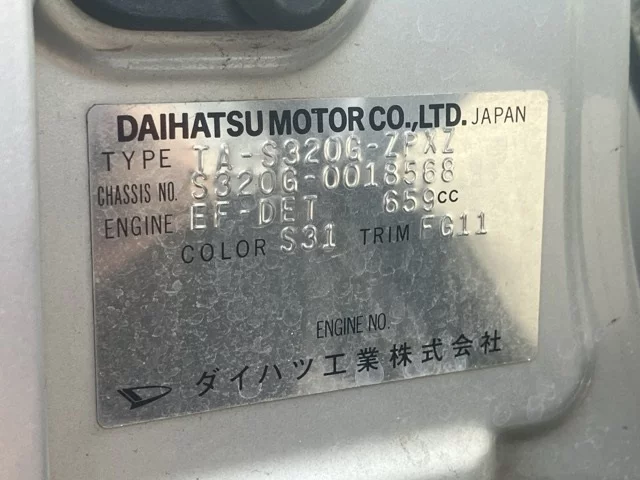 DAIHATSU MOTOR CO.,LTD. JAPAN
TYPE TA-S320G-ZPXZ
CHASSIS NO. S320G-0018568
ENGINE EF-DET 659cc
COLOR S31 TRIM FG11
ENGINE NO.
ダイハツ工業株式会社